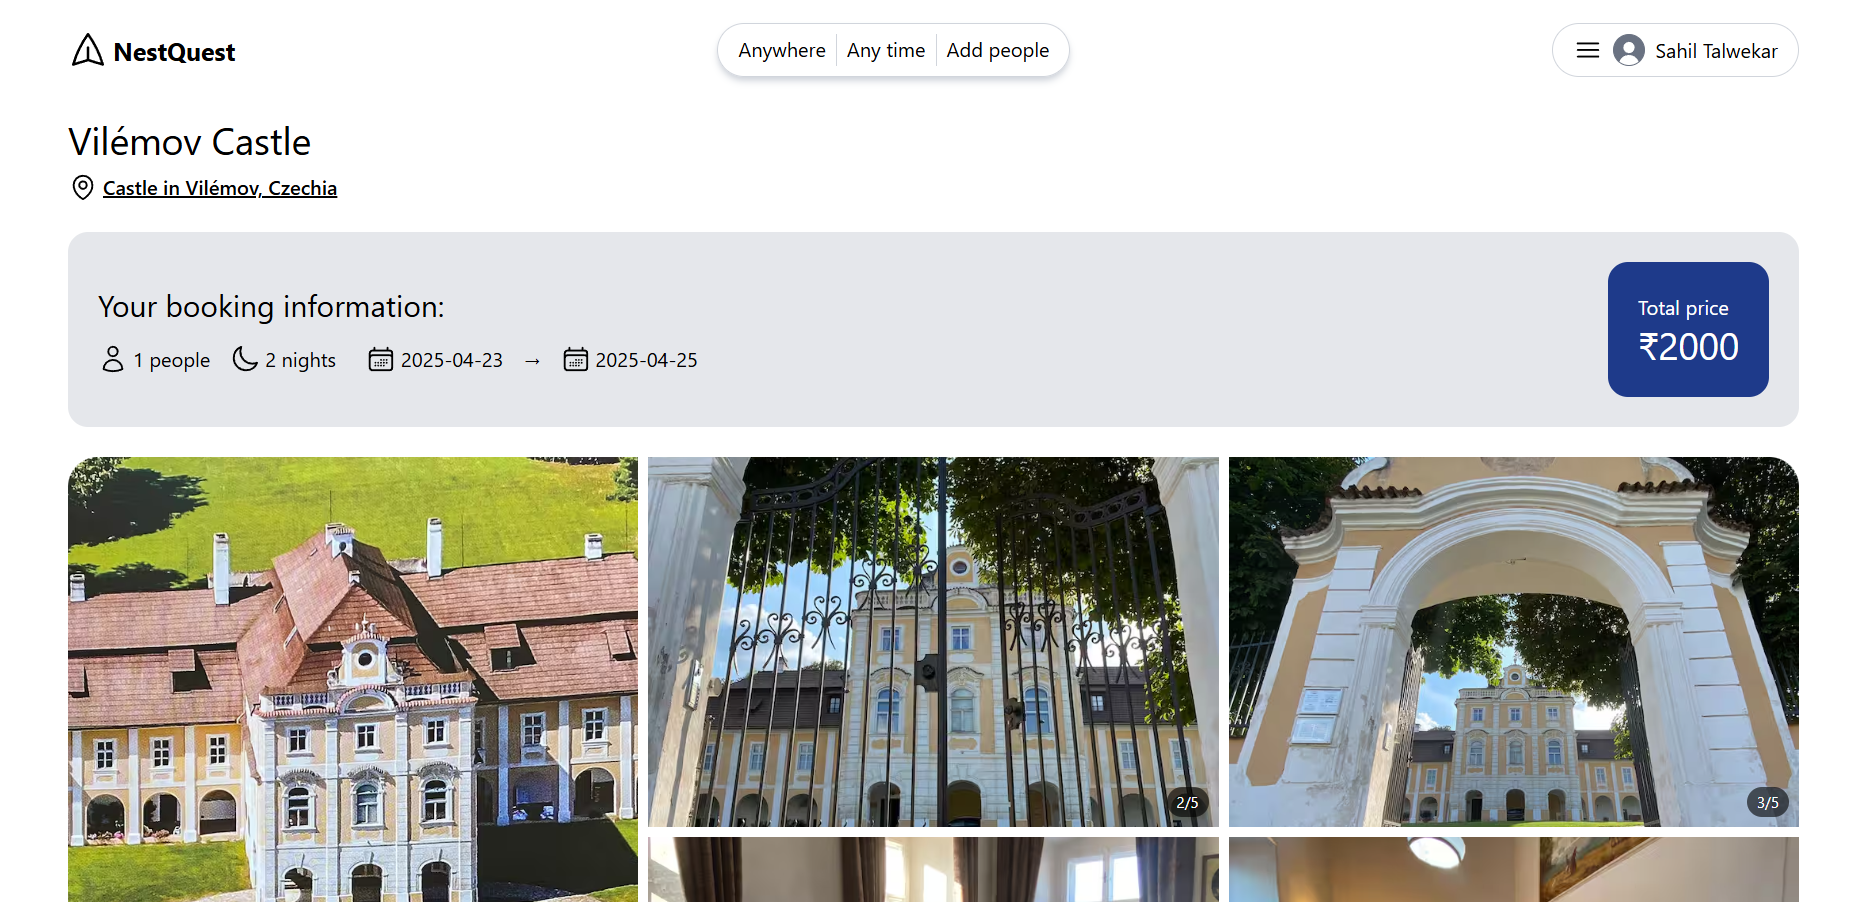 NestQuest
Anywhere Any time Add people
Sahil Talwekar
Vilémov Castle
Castle in Vilémov, Czechia
Your booking information:
1 people 2 nights 2025-04-23 → 2025-04-25
Total price
₹2000
2/5
3/5